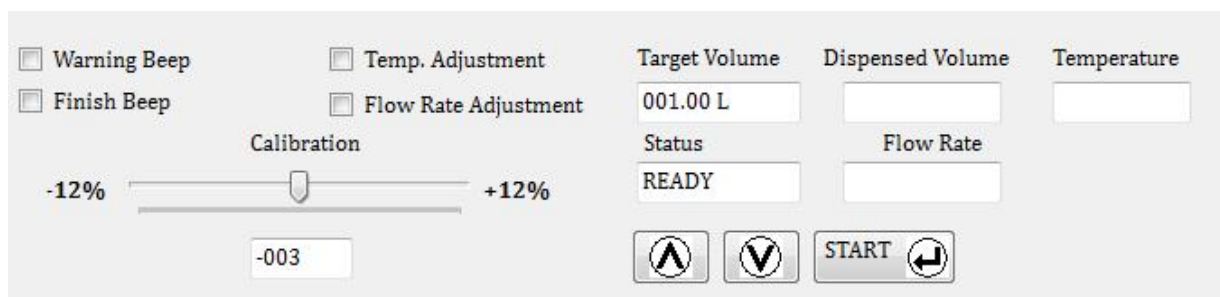 Warning Beep
Finish Beep
Temp. Adjustment
Flow Rate Adjustment
Calibration
-12% +12%
-003
Target Volume Dispensed Volume Temperature
001.00 L
Status Flow Rate
READY
START